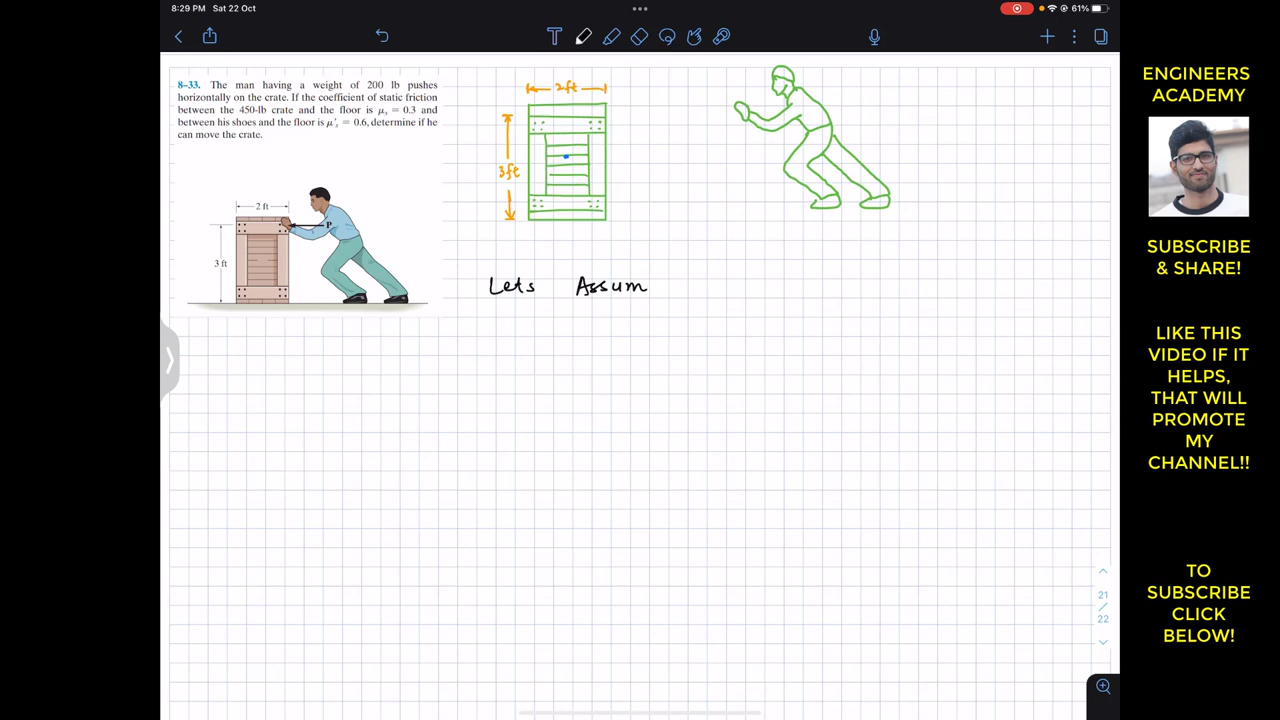 8:29 PM Sat 22 Oct
61%
8–33. The man having a weight of 200 lb pushes
horizontally on the crate. If the coefficient of static friction
between the 450-lb crate and the floor is μs = 0.3 and
between his shoes and the floor is μ's = 0.6, determine if he
can move the crate.
2 ft
P
3 ft
2ft
3ft
Lets Assum
21
/
22
ENGINEERS
ACADEMY
SUBSCRIBE
& SHARE!
LIKE THIS
VIDEO IF IT
HELPS,
THAT WILL
PROMOTE
MY
CHANNEL!!
TO
SUBSCRIBE
CLICK
BELOW!